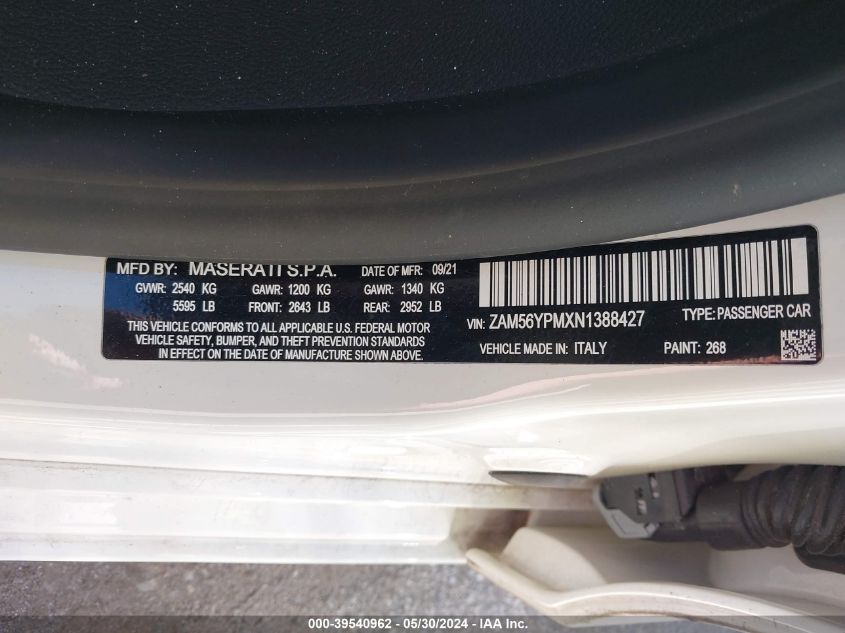 MFD BY: MASERATI S.P.A. DATE OF MFR: 09/21
GVWR: 2540 KG GAWR: 1200 KG GAWR: 1340 KG
5595 LB FRONT: 2643 LB REAR: 2952 LB
THIS VEHICLE CONFORMS TO ALL APPLICABLE U.S. FEDERAL MOTOR
VEHICLE SAFETY, BUMPER, AND THEFT PREVENTION STANDARDS
IN EFFECT ON THE DATE OF MANUFACTURE SHOWN ABOVE.
VIN: ZAM56YPMXN1388427 TYPE: PASSENGER CAR
VEHICLE MADE IN: ITALY PAINT: 268
000-39540962 - 05/30/2024 - IAA Inc.